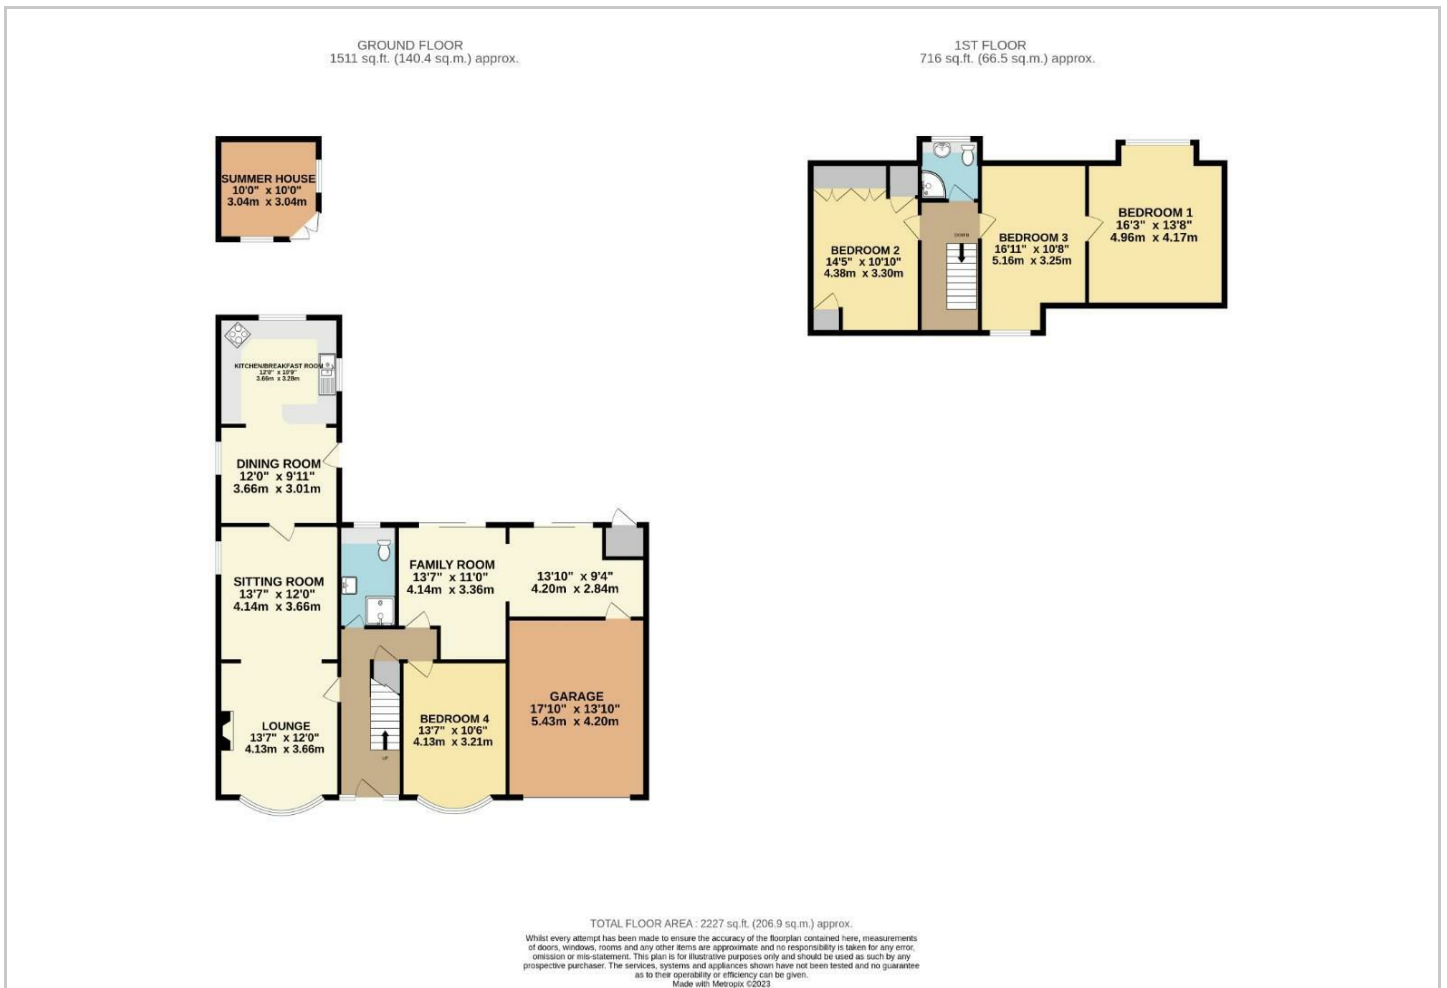 GROUND FLOOR
1511 sq.ft. (140.4 sq.m.) approx.
1ST FLOOR
716 sq.ft. (66.5 sq.m.) approx.
SUMMER HOUSE
10'0" x 10'0"
3.04m x 3.04m
KITCHEN/BREAKFAST ROOM
12'0" x 10'9"
3.66m x 3.28m
DINING ROOM
12'0" x 9'11"
3.66m x 3.01m
SITTING ROOM
13'7" x 12'0"
4.14m x 3.66m
FAMILY ROOM
13'7" x 11'0"
4.14m x 3.36m
13'10" x 9'4"
4.20m x 2.84m
LOUNGE
13'7" x 12'0"
4.13m x 3.66m
UP
BEDROOM 4
13'7" x 10'6"
4.13m x 3.21m
GARAGE
17'10" x 13'10"
5.43m x 4.20m
BEDROOM 2
14'5" x 10'10"
4.38m x 3.30m
DOWN
BEDROOM 3
16'11" x 10'8"
5.16m x 3.25m
BEDROOM 1
16'3" x 13'8"
4.96m x 4.17m
TOTAL FLOOR AREA : 2227 sq.ft. (206.9 sq.m.) approx.
Whilst every attempt has been made to ensure the accuracy of the floorplan contained here, measurements
of doors, windows, rooms and any other items are approximate and no responsibility is taken for any error,
omission or mis-statement. This plan is for illustrative purposes only and should be used as such by any
prospective purchaser. The services, systems and appliances shown have not been tested and no guarantee
as to their operability or efficiency can be given.
Made with Metropix ©2023